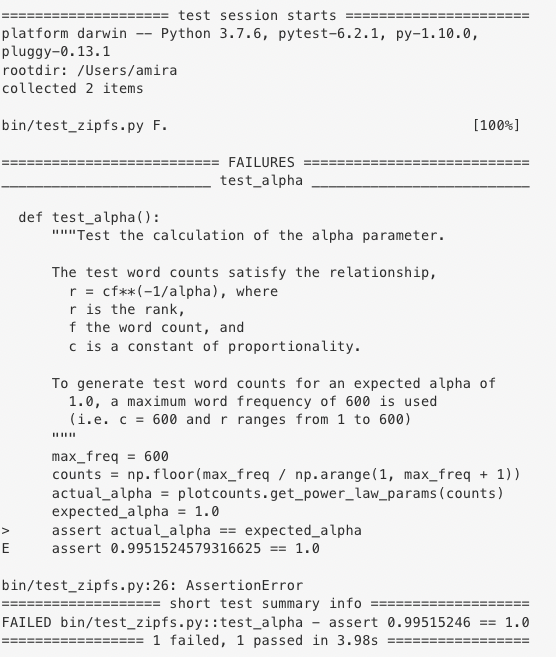 ==================== test session starts ======================
platform darwin -- Python 3.7.6, pytest-6.2.1, py-1.10.0,
pluggy-0.13.1
rootdir: /Users/amira
collected 2 items

bin/test_zipfs.py F.                                     [100%]

========================== FAILURES ===========================
_________________________ test_alpha __________________________

  def test_alpha():
      """Test the calculation of the alpha parameter.

      The test word counts satisfy the relationship,
        r = cf**(-1/alpha), where
        r is the rank,
        f the word count, and
        c is a constant of proportionality.

      To generate test word counts for an expected alpha of
        1.0, a maximum word frequency of 600 is used
        (i.e. c = 600 and r ranges from 1 to 600)
      """
      max_freq = 600
      counts = np.floor(max_freq / np.arange(1, max_freq + 1))
      actual_alpha = plotcounts.get_power_law_params(counts)
      expected_alpha = 1.0
>     assert actual_alpha == expected_alpha
E     assert 0.9951524579316625 == 1.0

bin/test_zipfs.py:26: AssertionError
=================== short test summary info ===================
FAILED bin/test_zipfs.py::test_alpha - assert 0.99515246 == 1.0
================= 1 failed, 1 passed in 3.98s =================